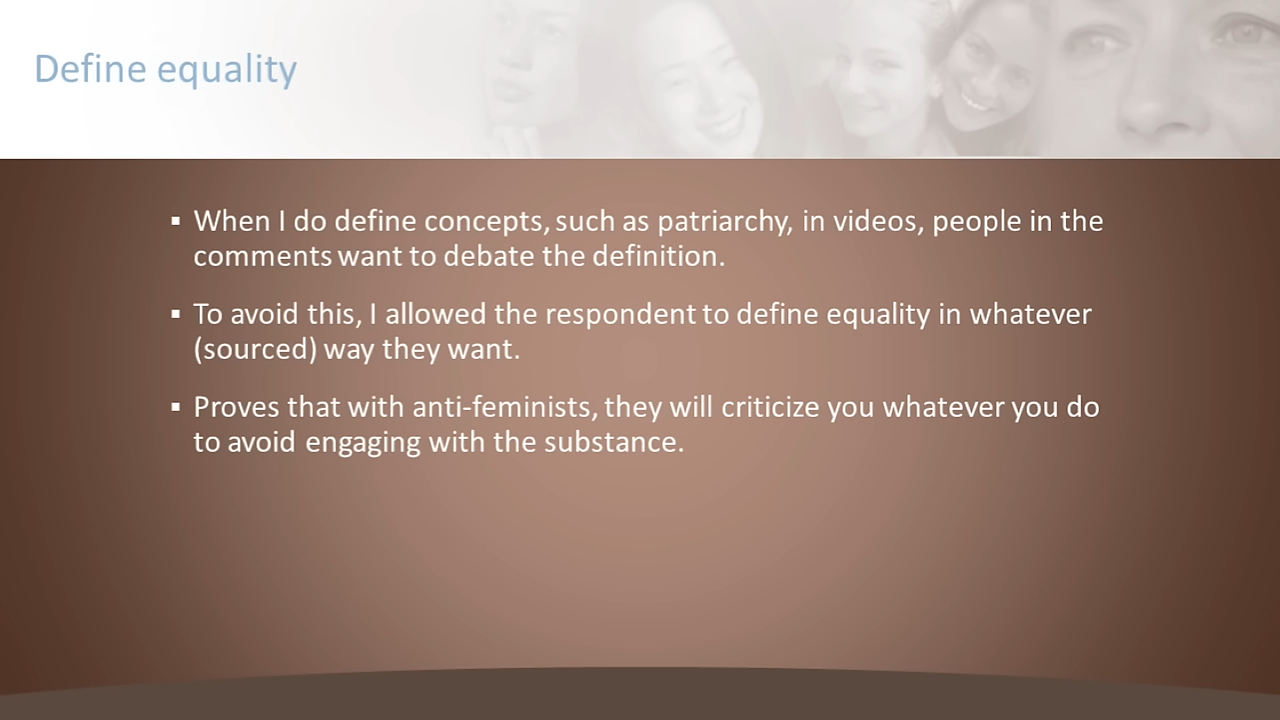 Define equality
▪ When I do define concepts, such as patriarchy, in videos, people in the
comments want to debate the definition.
▪ To avoid this, I allowed the respondent to define equality in whatever
(sourced) way they want.
▪ Proves that with anti-feminists, they will criticize you whatever you do
to avoid engaging with the substance.